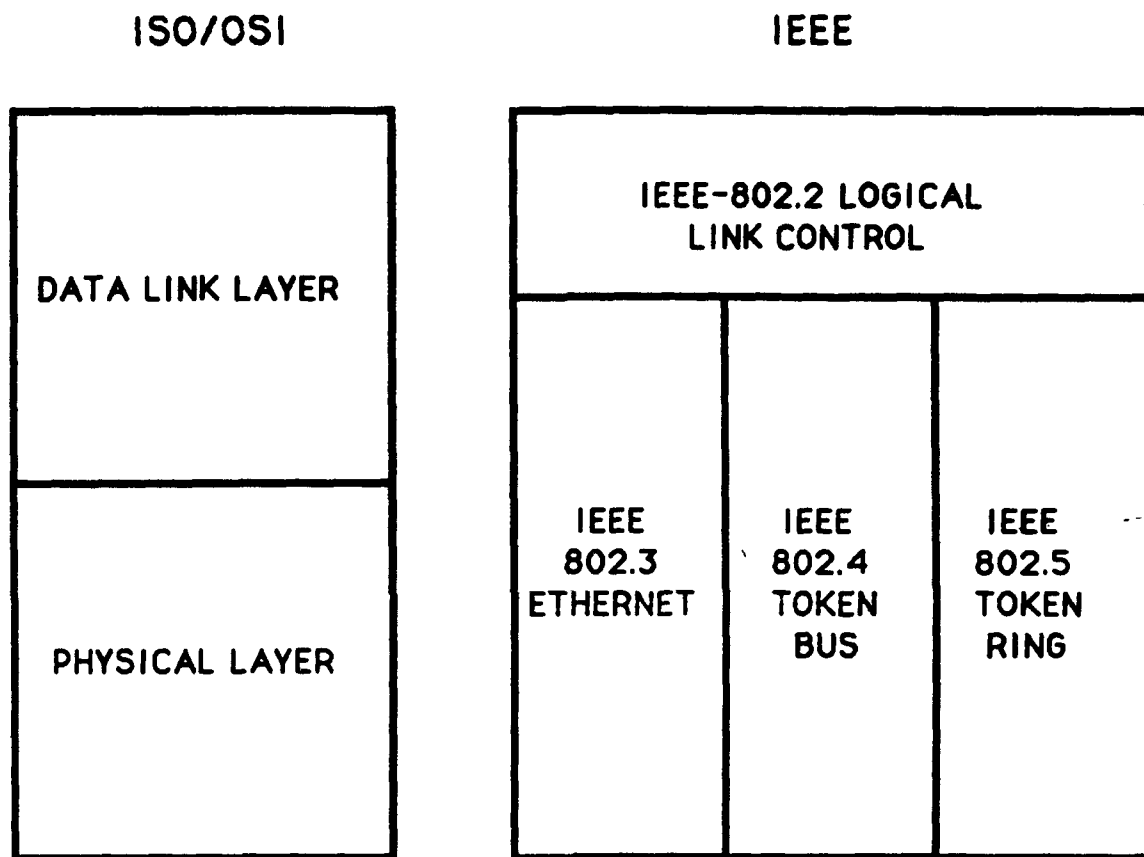 ISO/OSI
IEEE
DATA LINK LAYER
PHYSICAL LAYER
IEEE-802.2 LOGICAL
LINK CONTROL
IEEE
802.3
ETHERNET
IEEE
802.4
TOKEN
BUS
IEEE
802.5
TOKEN
RING